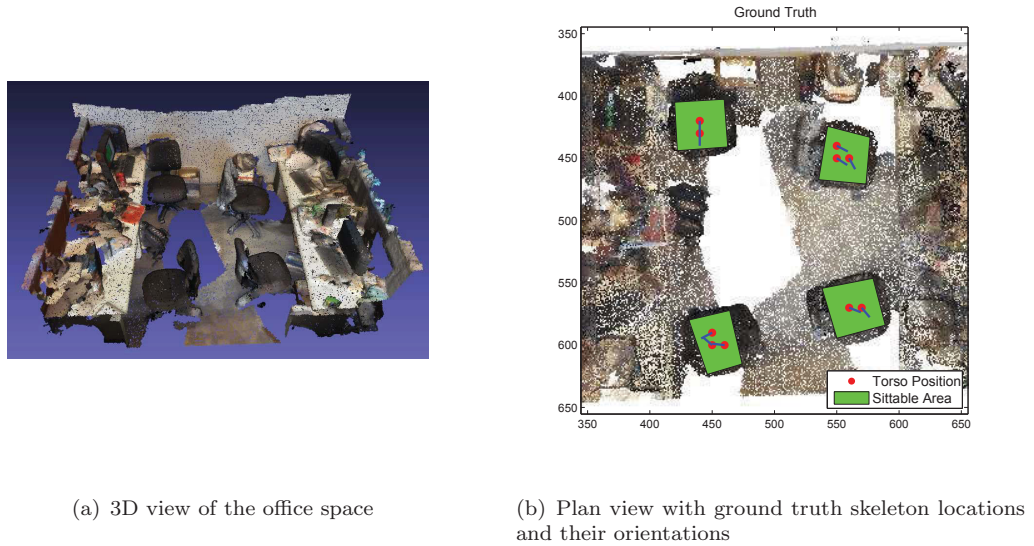 Ground Truth
350
400
450
500
550
600
650
350 400 450 500 550 600 650
Torso Position
Sittable Area
(a) 3D view of the office space
(b) Plan view with ground truth skeleton locations
and their orientations